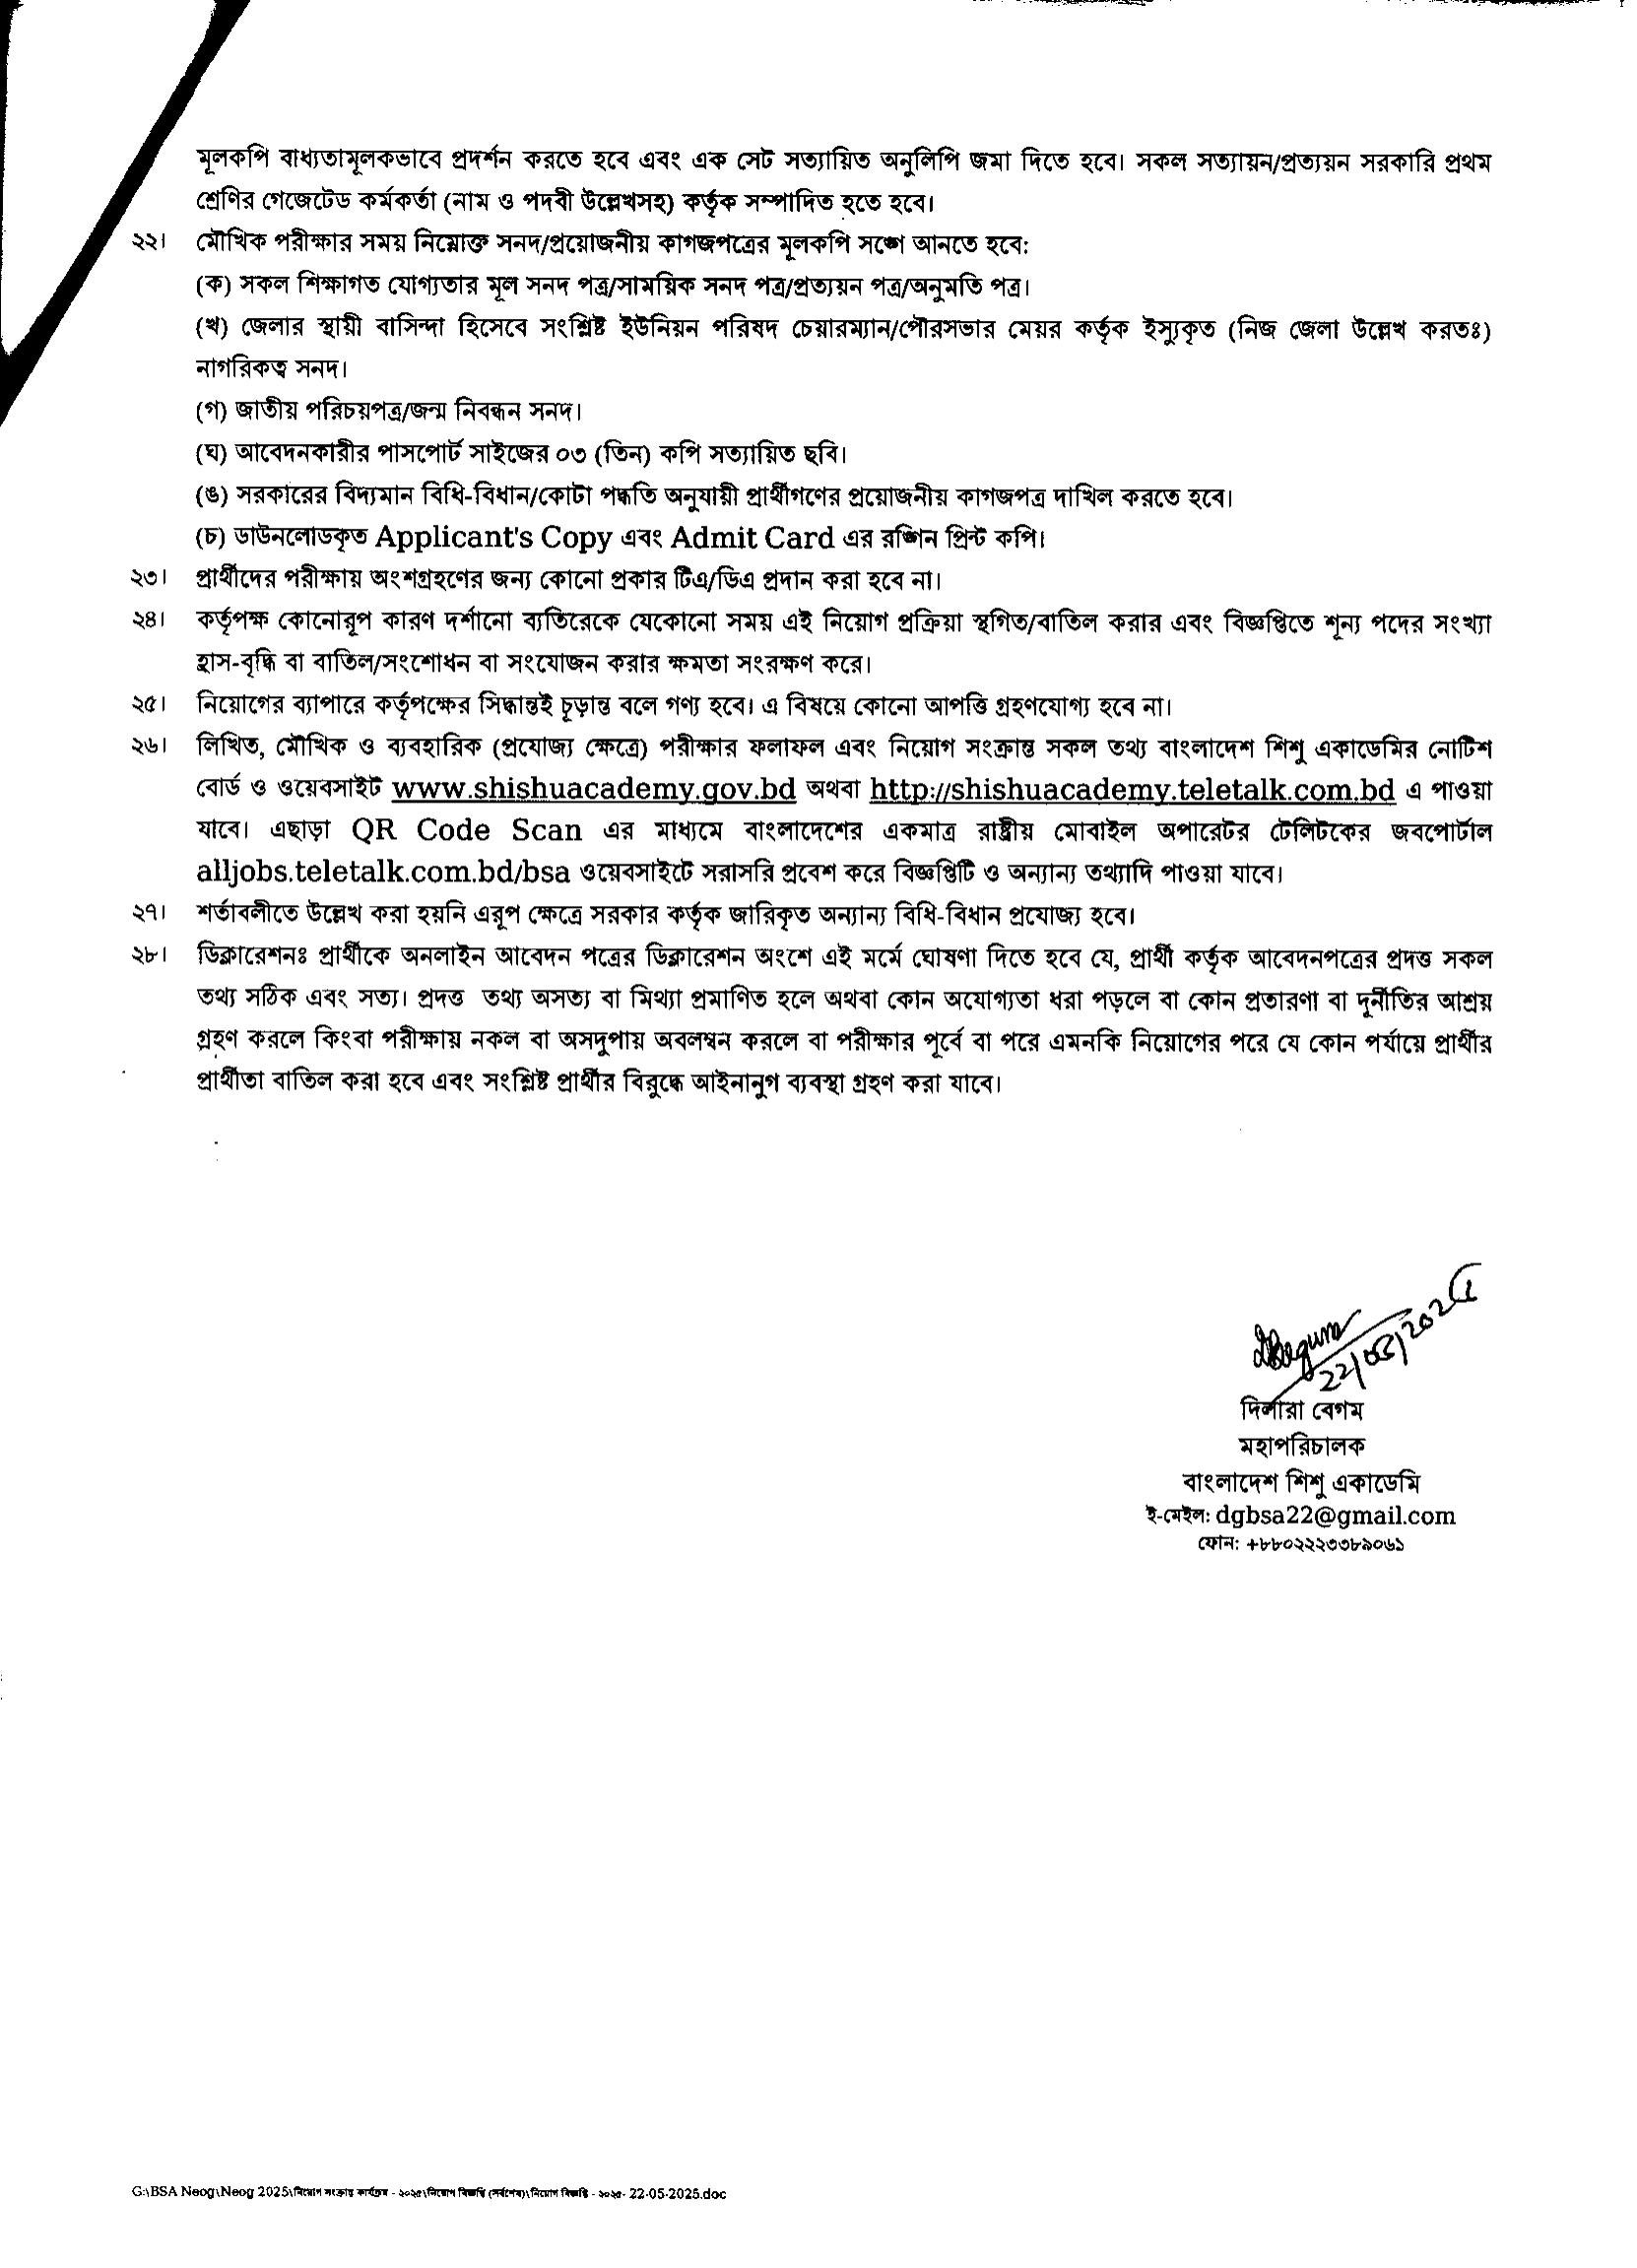 মূলকপি বাধ্যতামূলকভাবে প্রদর্শন করতে হবে এবং এক সেট সত্যায়িত অনুলিপি জমা দিতে হবে। সকল সত্যায়ন/প্রত্যয়ন সরকারি প্রথম
শ্রেণির গেজেটেড কর্মকর্তা (নাম ও পদবী উল্লেখসহ) কর্তৃক সম্পাদিত হতে হবে।
২২। মৌখিক পরীক্ষার সময় নিম্নোক্ত সনদ/প্রয়োজনীয় কাগজপত্রের মূলকপি সঙ্গে আনতে হবে:
(ক) সকল শিক্ষাগত যোগ্যতার মূল সনদ পত্র/সাময়িক সনদ পত্র/প্রত্যয়ন পত্র/অনুমতি পত্র।
(খ) জেলার স্থায়ী বাসিন্দা হিসেবে সংশ্লিষ্ট ইউনিয়ন পরিষদ চেয়ারম্যান/পৌরসভার মেয়র কর্তৃক ইস্যুকৃত (নিজ জেলা উল্লেখ করতঃ)
নাগরিকত্ব সনদ।
(গ) জাতীয় পরিচয়পত্র/জন্ম নিবন্ধন সনদ।
(ঘ) আবেদনকারীর পাসপোর্ট সাইজের ০৩ (তিন) কপি সত্যায়িত ছবি।
(ঙ) সরকারের বিদ্যমান বিধি-বিধান/কোটা পদ্ধতি অনুযায়ী প্রার্থীগণের প্রয়োজনীয় কাগজপত্র দাখিল করতে হবে।
(চ) ডাউনলোডকৃত Applicant's Copy এবং Admit Card এর রঙ্গিন প্রিন্ট কপি।
২৩। প্রার্থীদের পরীক্ষায় অংশগ্রহণের জন্য কোনো প্রকার টিএ/ডিএ প্রদান করা হবে না।
২৪। কর্তৃপক্ষ কোনোরূপ কারণ দর্শানো ব্যতিরেকে যেকোনো সময় এই নিয়োগ প্রক্রিয়া স্থগিত/বাতিল করার এবং বিজ্ঞপ্তিতে শূন্য পদের সংখ্যা
হ্রাস-বৃদ্ধি বা বাতিল/সংশোধন বা সংযোজন করার ক্ষমতা সংরক্ষণ করে।
২৫। নিয়োগের ব্যাপারে কর্তৃপক্ষের সিদ্ধান্তই চূড়ান্ত বলে গণ্য হবে। এ বিষয়ে কোনো আপত্তি গ্রহণযোগ্য হবে না।
২৬। লিখিত, মৌখিক ও ব্যবহারিক (প্রযোজ্য ক্ষেত্রে) পরীক্ষার ফলাফল এবং নিয়োগ সংক্রান্ত সকল তথ্য বাংলাদেশ শিশু একাডেমির নোটিশ
বোর্ড ও ওয়েবসাইট www.shishuacademy.gov.bd অথবা http://shishuacademy.teletalk.com.bd এ পাওয়া
যাবে। এছাড়া QR Code Scan এর মাধ্যমে বাংলাদেশের একমাত্র রাষ্ট্রীয় মোবাইল অপারেটর টেলিটকের জবপোর্টাল
alljobs.teletalk.com.bd/bsa ওয়েবসাইটে সরাসরি প্রবেশ করে বিজ্ঞপ্তিটি ও অন্যান্য তথ্যাদি পাওয়া যাবে।
২৭। শর্তাবলীতে উল্লেখ করা হয়নি এরূপ ক্ষেত্রে সরকার কর্তৃক জারিকৃত অন্যান্য বিধি-বিধান প্রযোজ্য হবে।
২৮। ডিক্লারেশনঃ প্রার্থীকে অনলাইন আবেদন পত্রের ডিক্লারেশন অংশে এই মর্মে ঘোষণা দিতে হবে যে, প্রার্থী কর্তৃক আবেদনপত্রের প্রদত্ত সকল
তথ্য সঠিক এবং সত্য। প্রদত্ত তথ্য অসত্য বা মিথ্যা প্রমাণিত হলে অথবা কোন অযোগ্যতা ধরা পড়লে বা কোন প্রতারণা বা দূর্নীতির আশ্রয়
গ্রহণ করলে কিংবা পরীক্ষায় নকল বা অসদুপায় অবলম্বন করলে বা পরীক্ষার পূর্বে বা পরে এমনকি নিয়োগের পরে যে কোন পর্যায়ে প্রার্থীর
প্রার্থীতা বাতিল করা হবে এবং সংশ্লিষ্ট প্রার্থীর বিরুদ্ধে আইনানুগ ব্যবস্থা গ্রহণ করা যাবে।
DBegum
22/05/2025
দিলারা বেগম
মহাপরিচালক
বাংলাদেশ শিশু একাডেমি
ই-মেইল: dgbsa22@gmail.com
ফোন: +৮৮০২২২৩৩৮৯০৬১
G:\BSA Neog\Neog 2025\নিয়োগ সংক্রান্ত কার্যক্রম - ২০২৫\নিয়োগ বিজ্ঞপ্তি (সর্বশেষ)\নিয়োগ বিজ্ঞপ্তি - ২০২৫- 22-05-2025.doc